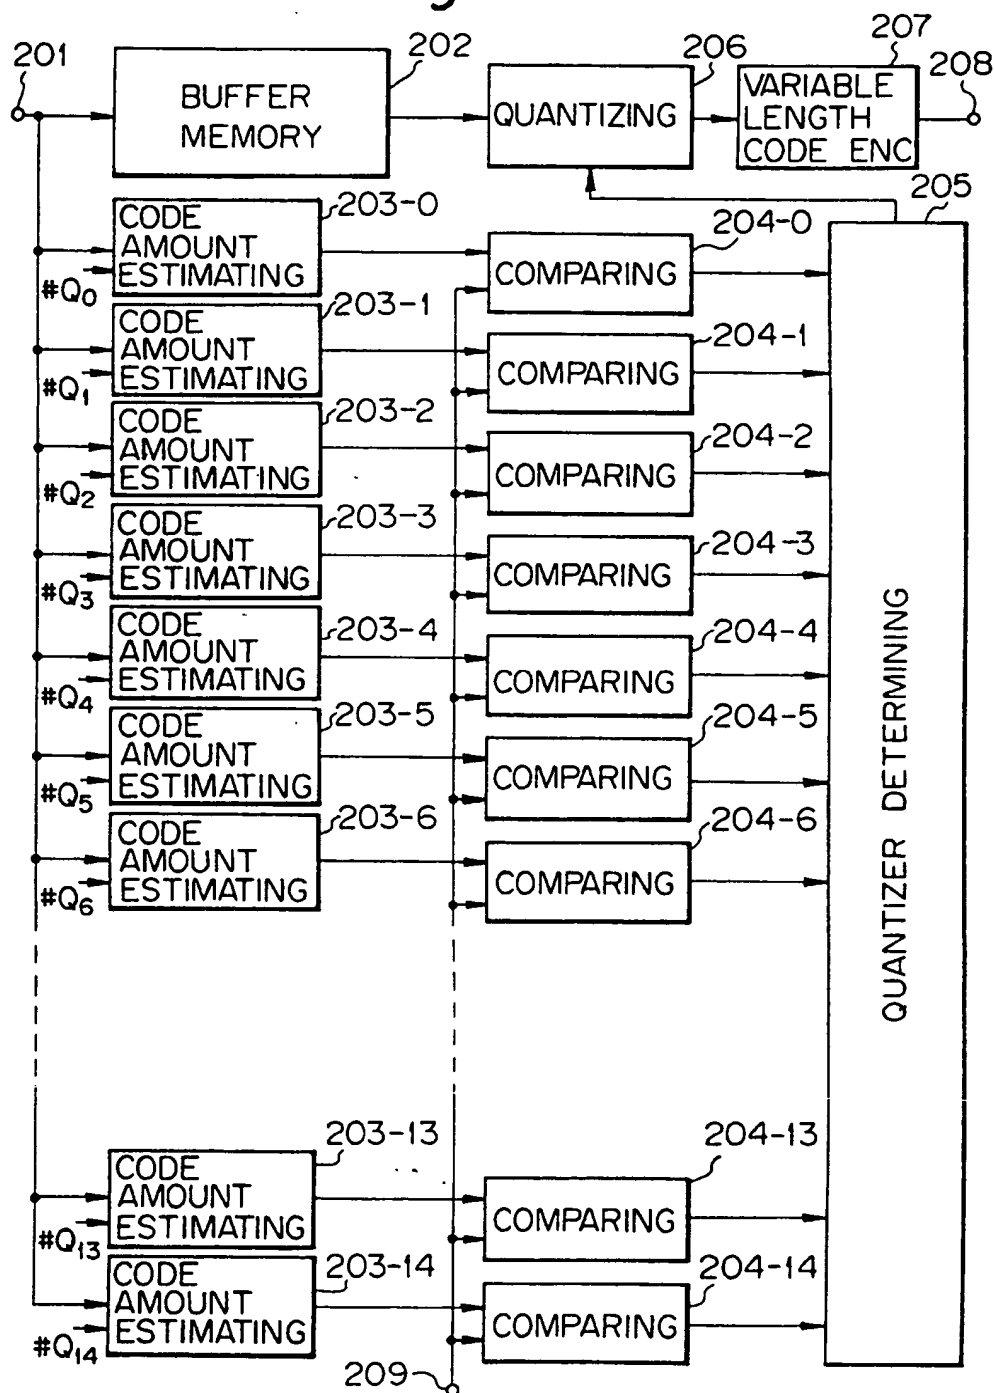 g
201
202
206
207
208
BUFFER
MEMORY
QUANTIZING
VARIABLE
LENGTH
CODE ENC
205
203-0
CODE
AMOUNT
ESTIMATING
#Q0
204-0
COMPARING
203-1
CODE
AMOUNT
ESTIMATING
#Q1
204-1
COMPARING
203-2
CODE
AMOUNT
ESTIMATING
#Q2
204-2
COMPARING
203-3
CODE
AMOUNT
ESTIMATING
#Q3
204-3
COMPARING
203-4
CODE
AMOUNT
ESTIMATING
#Q4
204-4
COMPARING
203-5
CODE
AMOUNT
ESTIMATING
#Q5
204-5
COMPARING
203-6
CODE
AMOUNT
ESTIMATING
#Q6
204-6
COMPARING
QUANTIZER DETERMINING
203-13
CODE
AMOUNT
ESTIMATING
#Q13
204-13
COMPARING
203-14
CODE
AMOUNT
ESTIMATING
#Q14
204-14
COMPARING
209